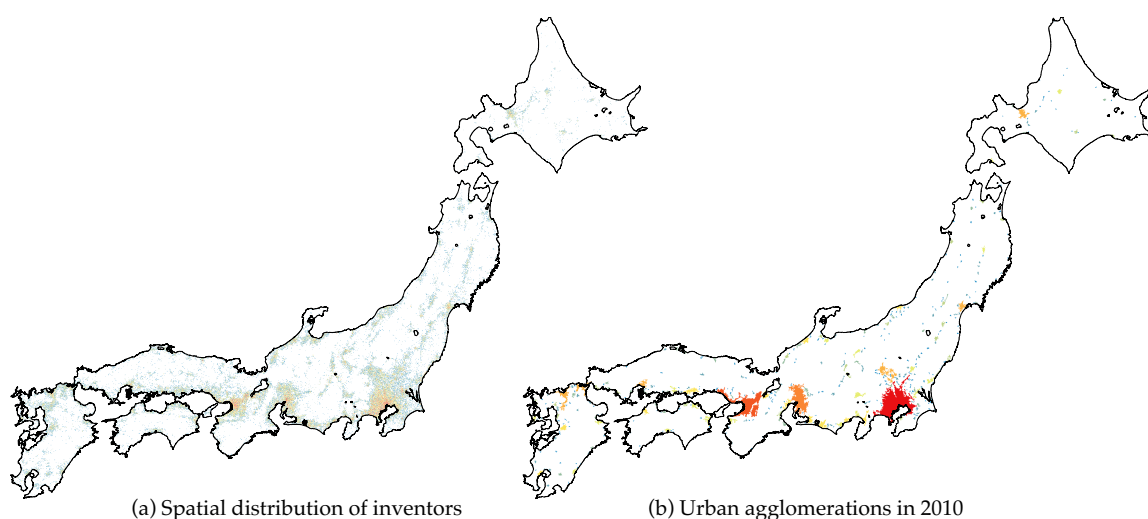 (a) Spatial distribution of inventors
(b) Urban agglomerations in 2010